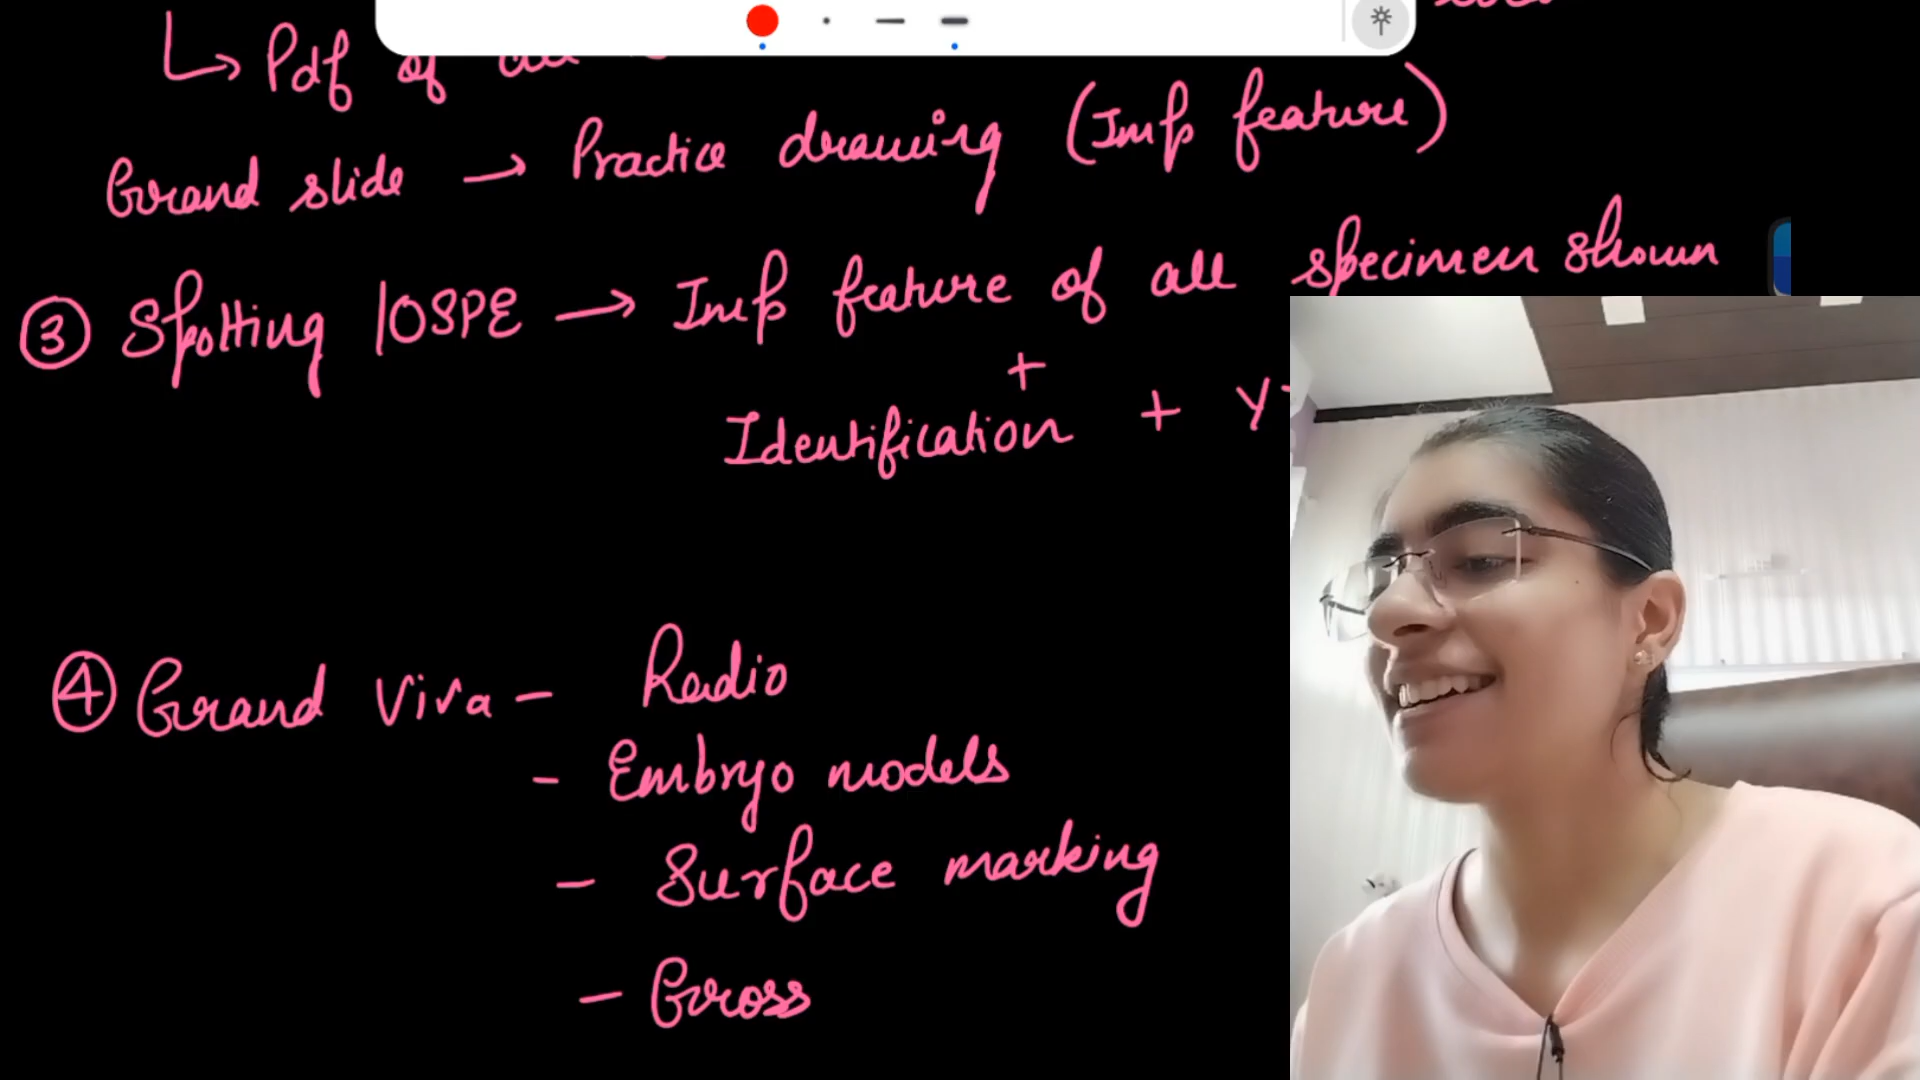 ↳ Pdf of all
Grand slide → Practice drawing (Imp feature)
③ Spotting /OSPE → Imp feature of all specimen shown
+
Identification + Y
④ Grand Viva - Radio
- Embryo models
- Surface marking
- Gross